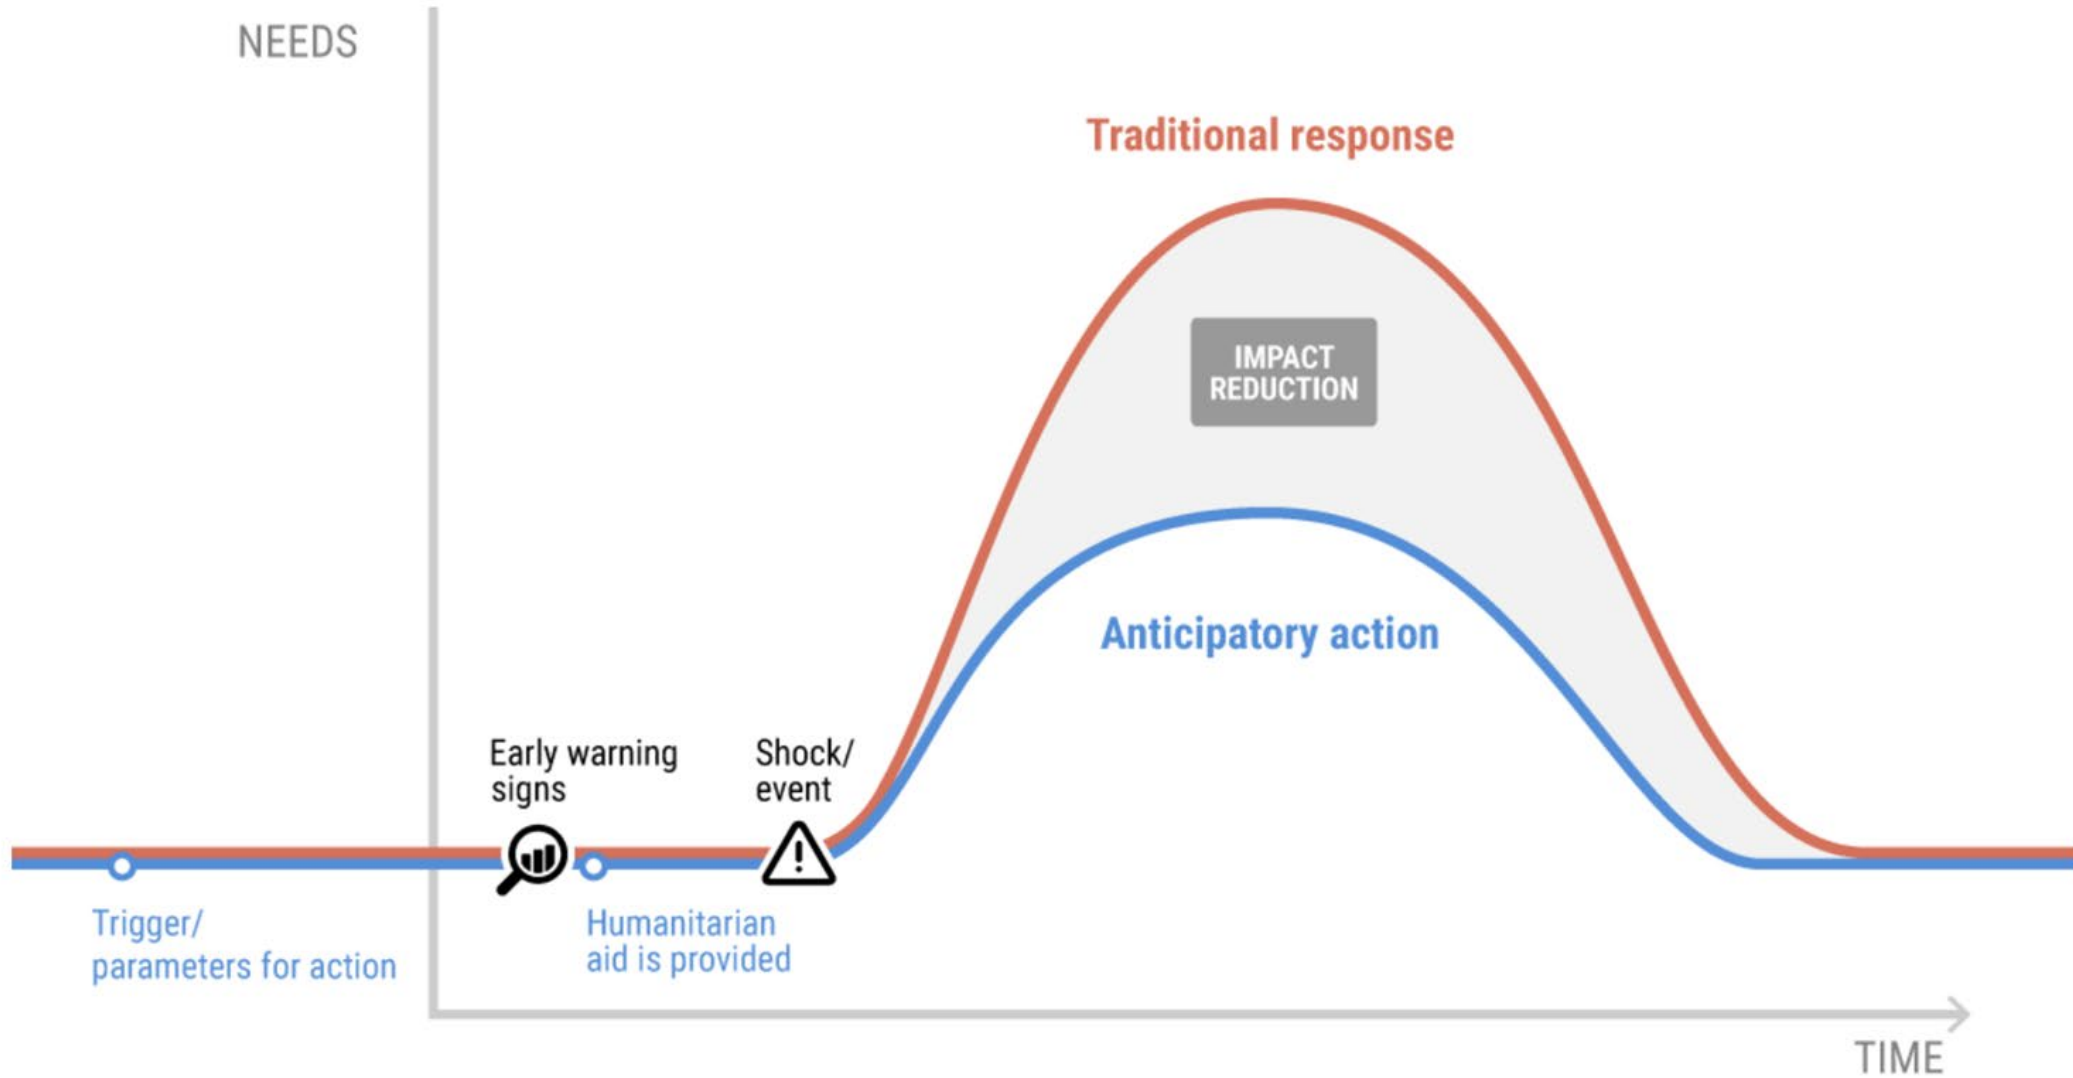 NEEDS
Traditional response
IMPACT
REDUCTION
Anticipatory action
Early warning
signs
Shock/
event
Trigger/
parameters for action
Humanitarian
aid is provided
TIME